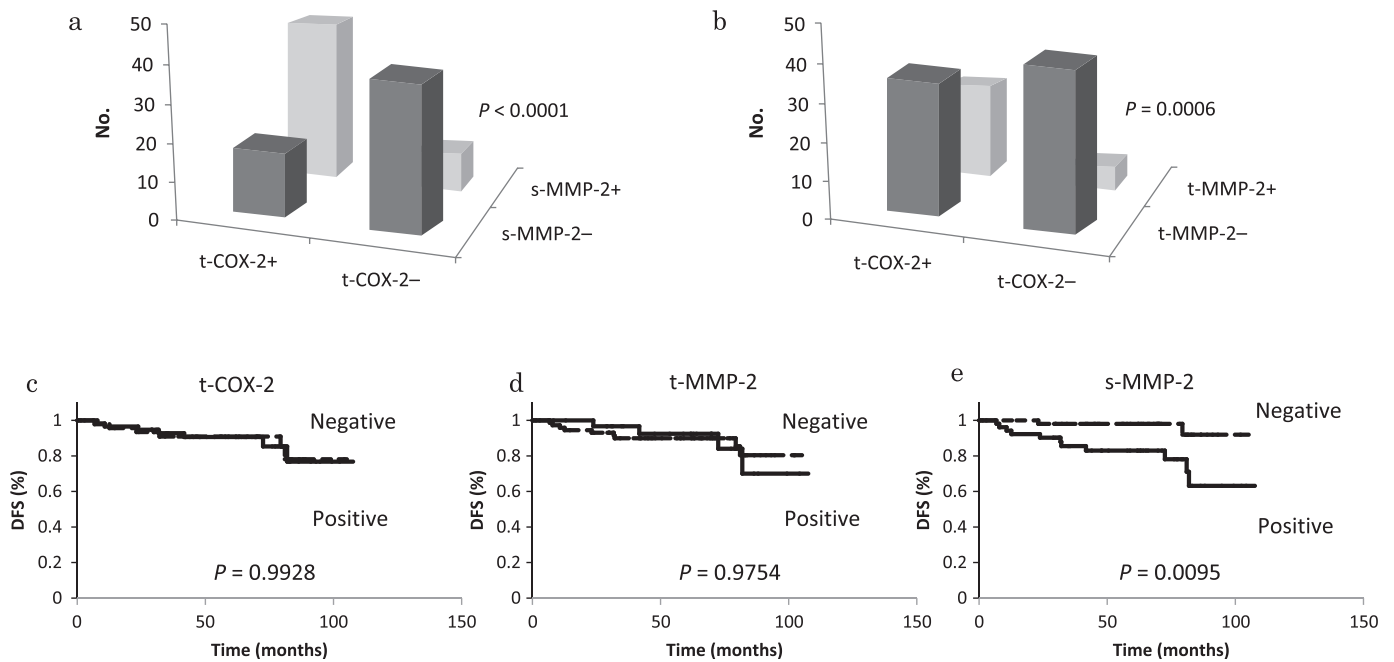 a
50
40
30
20
10
0
No.
P < 0.0001
s-MMP-2+
s-MMP-2–
t-COX-2+
t-COX-2–
b
50
40
30
20
10
0
No.
P = 0.0006
t-MMP-2+
t-MMP-2–
t-COX-2+
t-COX-2–
c
t-COX-2
1
0.8
0.6
0.4
0.2
0
DFS (%)
Negative
Positive
P = 0.9928
0
50
100
150
Time (months)
d
t-MMP-2
1
0.8
0.6
0.4
0.2
0
DFS (%)
Negative
Positive
P = 0.9754
0
50
100
150
Time (months)
e
s-MMP-2
1
0.8
0.6
0.4
0.2
0
DFS (%)
Negative
Positive
P = 0.0095
0
50
100
150
Time (months)